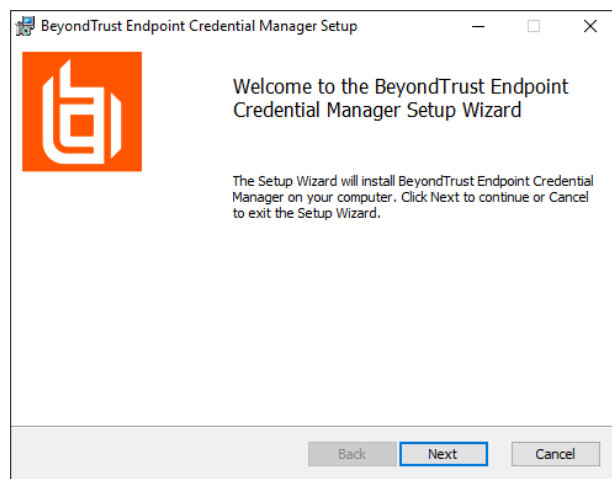 BeyondTrust Endpoint Credential Manager Setup
Welcome to the BeyondTrust Endpoint
Credential Manager Setup Wizard
The Setup Wizard will install BeyondTrust Endpoint Credential
Manager on your computer. Click Next to continue or Cancel
to exit the Setup Wizard.
Back
Next
Cancel